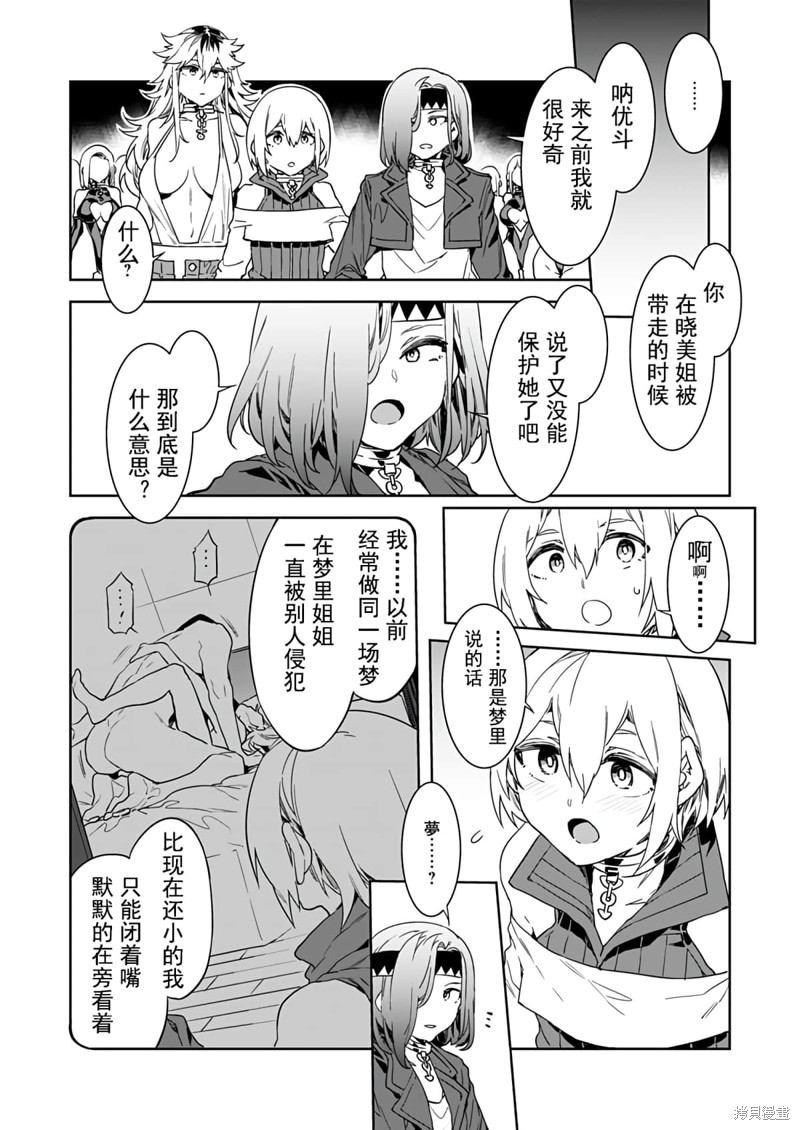 ……
呐优斗
来之前我就
很好奇
什么？
你
在晓美姐被
带走的时候
说了又没能
保护她了吧
那到底是
什么意思？
啊
啊……
……那是梦里
说的话
夢……？
我……以前
经常做同一场梦
在梦里姐姐
一直被别人侵犯
…
…
比现在还小的我
只能闭着嘴
默默的在旁看着
拷貝漫畫